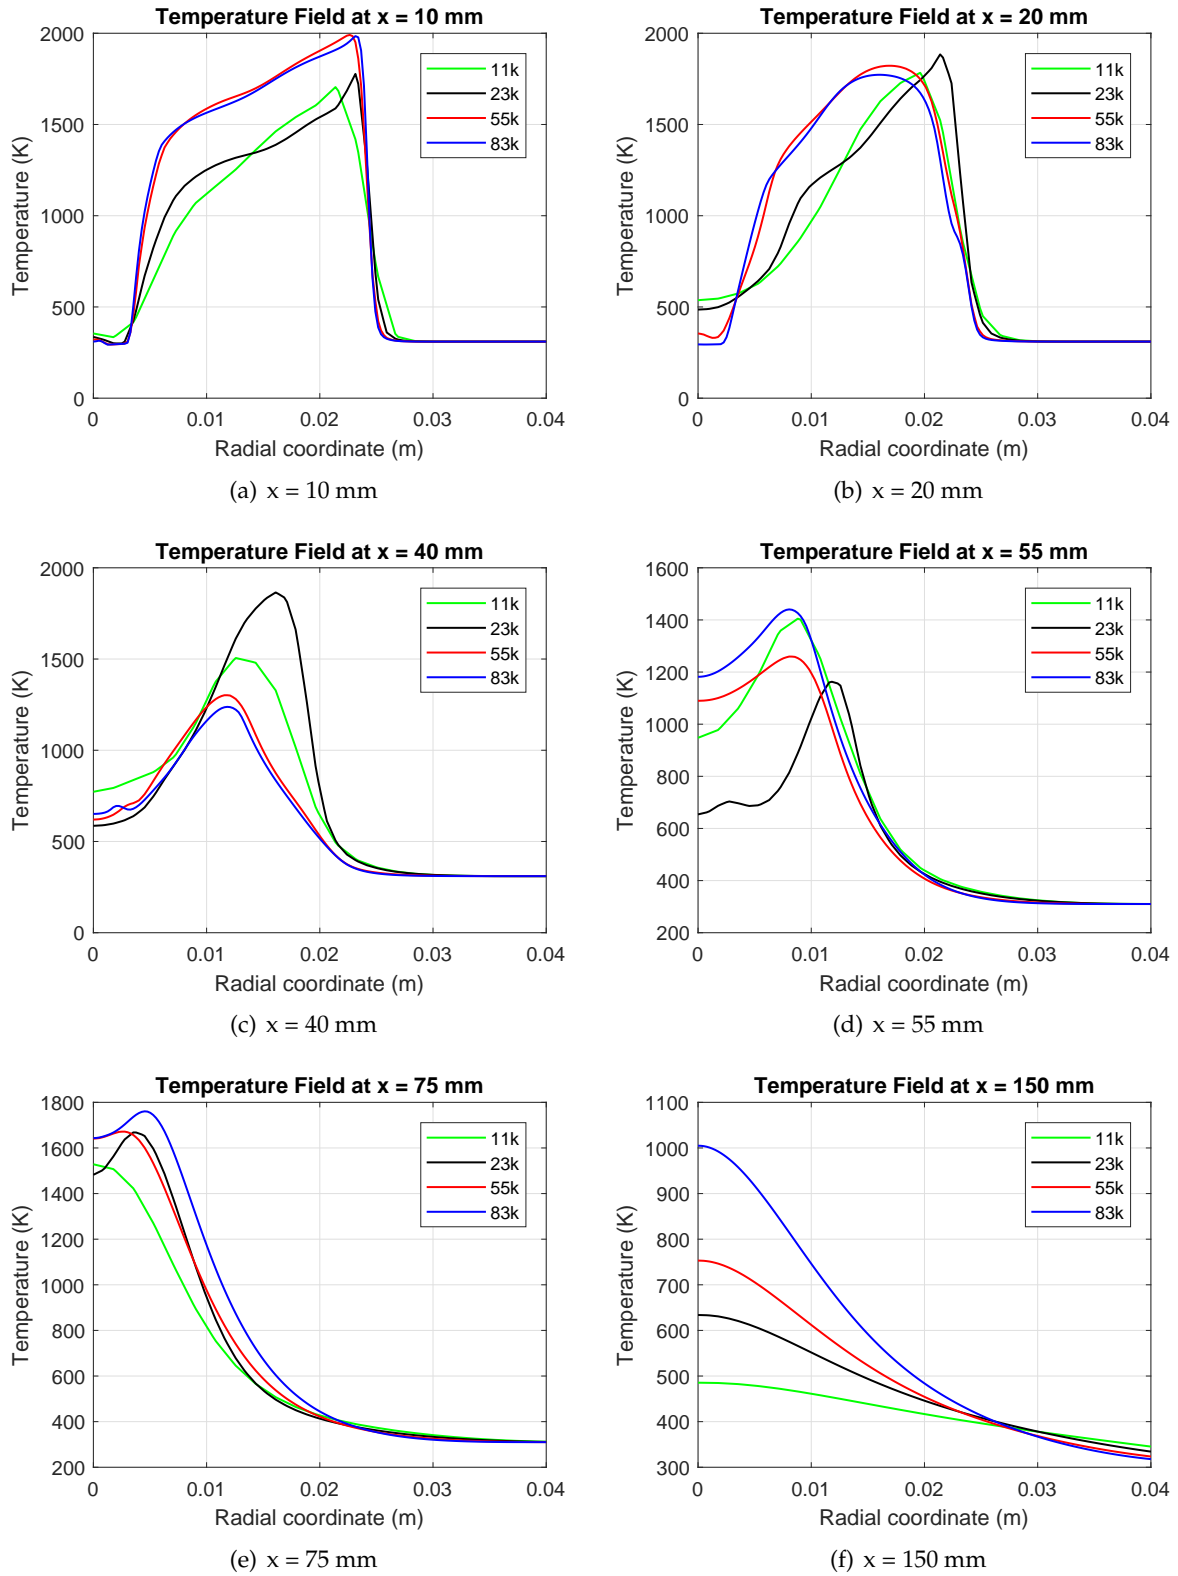 Temperature Field at x = 10 mm
2000
1500
1000
500
0
Temperature (K)
11k
23k
55k
83k
0 0.01 0.02 0.03 0.04
Radial coordinate (m)
(a) x = 10 mm
Temperature Field at x = 20 mm
2000
1500
1000
500
0
Temperature (K)
11k
23k
55k
83k
0 0.01 0.02 0.03 0.04
Radial coordinate (m)
(b) x = 20 mm
Temperature Field at x = 40 mm
2000
1500
1000
500
0
Temperature (K)
11k
23k
55k
83k
0 0.01 0.02 0.03 0.04
Radial coordinate (m)
(c) x = 40 mm
Temperature Field at x = 55 mm
1600
1400
1200
1000
800
600
400
200
Temperature (K)
11k
23k
55k
83k
0 0.01 0.02 0.03 0.04
Radial coordinate (m)
(d) x = 55 mm
Temperature Field at x = 75 mm
1800
1600
1400
1200
1000
800
600
400
200
Temperature (K)
11k
23k
55k
83k
0 0.01 0.02 0.03 0.04
Radial coordinate (m)
(e) x = 75 mm
Temperature Field at x = 150 mm
1100
1000
900
800
700
600
500
400
300
Temperature (K)
11k
23k
55k
83k
0 0.01 0.02 0.03 0.04
Radial coordinate (m)
(f) x = 150 mm